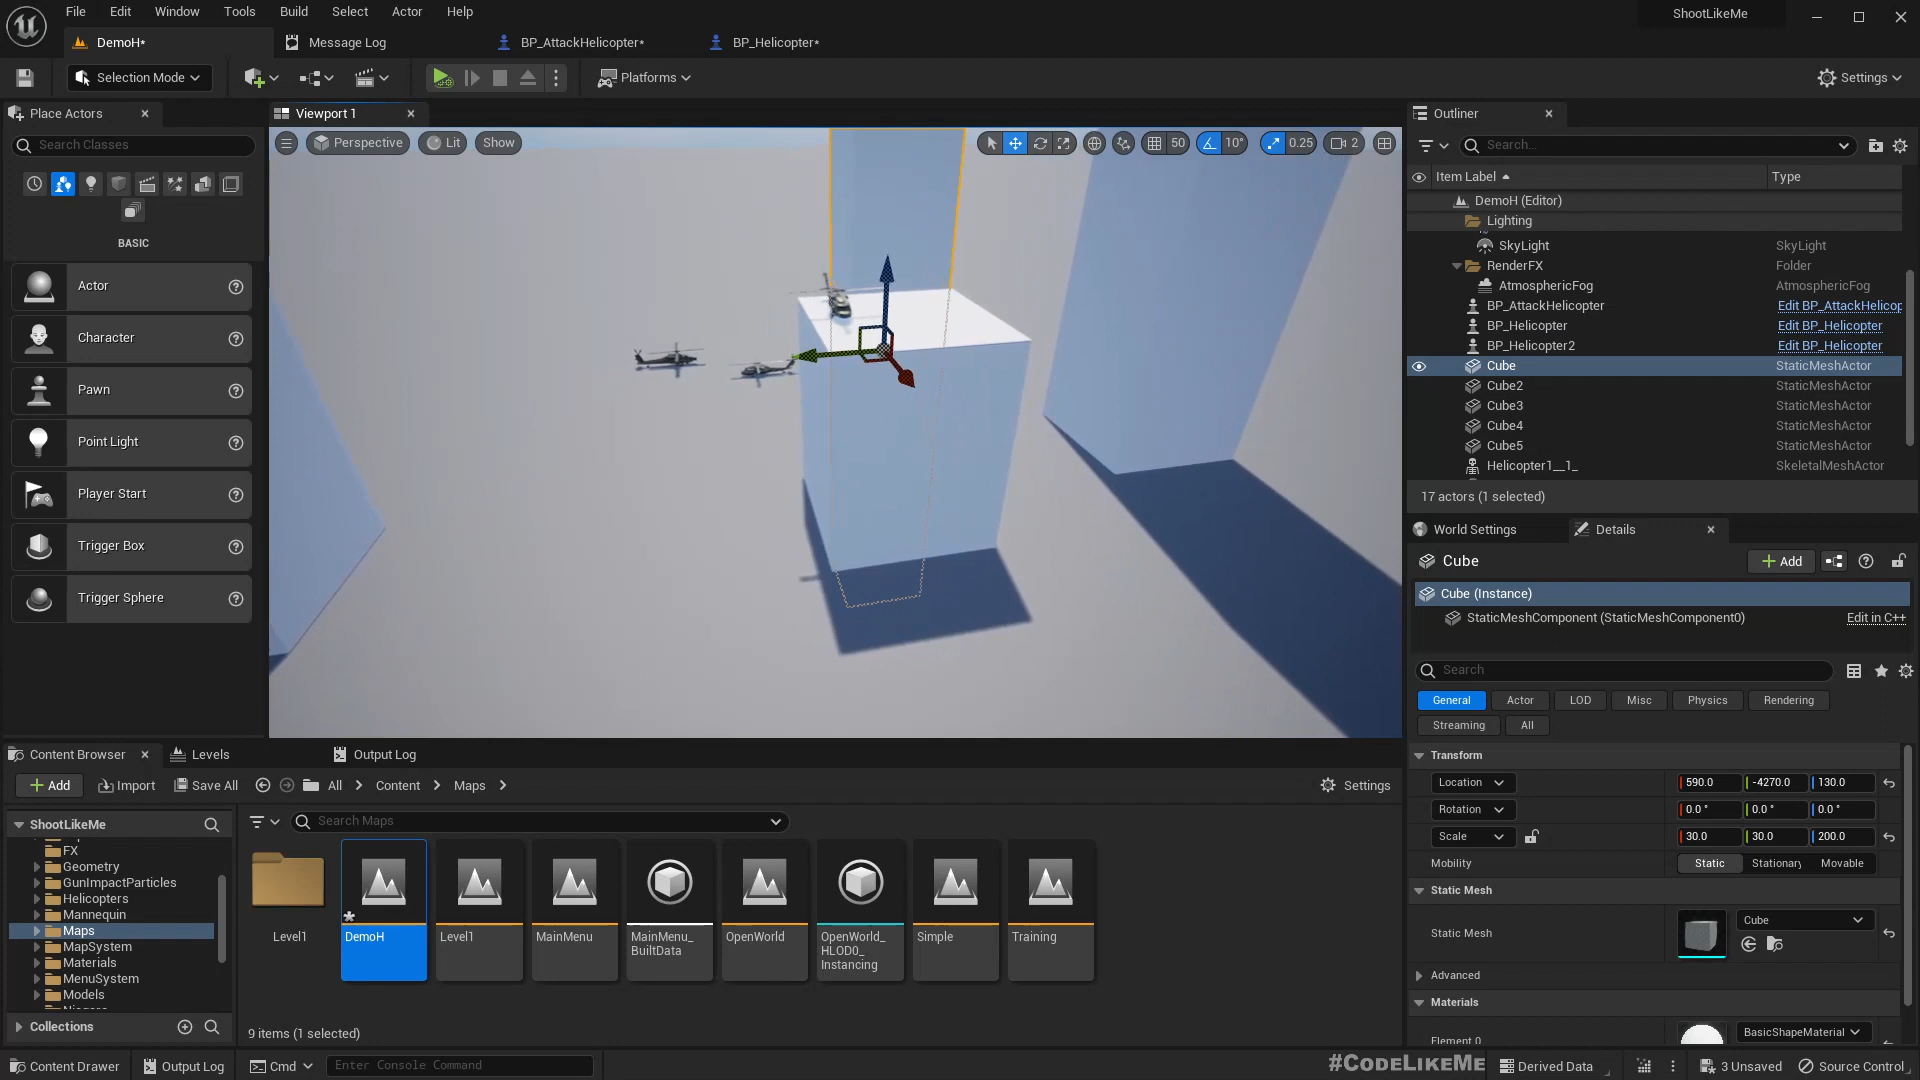 File Edit Window Tools Build Select Actor Help
ShootLikeMe
DemoH*
Message Log
BP_AttackHelicopter*
BP_Helicopter*
Selection Mode
Platforms
Settings
Place Actors
Search Classes
BASIC
Actor
Character
Pawn
Point Light
Player Start
Trigger Box
Trigger Sphere
Viewport 1
Perspective
Lit
Show
50
10°
0.25
2
Outliner
Search...
Item Label
Type
DemoH (Editor)
Lighting
SkyLight SkyLight
RenderFX Folder
AtmosphericFog AtmosphericFog
BP_AttackHelicopter Edit BP_AttackHelicop
BP_Helicopter Edit BP_Helicopter
BP_Helicopter2 Edit BP_Helicopter
Cube StaticMeshActor
Cube2 StaticMeshActor
Cube3 StaticMeshActor
Cube4 StaticMeshActor
Cube5 StaticMeshActor
Helicopter1__1_ SkeletalMeshActor
17 actors (1 selected)
World Settings
Details
Cube
Add
Cube (Instance)
StaticMeshComponent (StaticMeshComponent0)
Edit in C++
Search
General Actor LOD Misc Physics Rendering
Streaming All
Transform
Location 590.0 -4270.0 130.0
Rotation 0.0 ° 0.0 ° 0.0 °
Scale 30.0 30.0 200.0
Mobility Static Stationary Movable
Static Mesh
Static Mesh Cube
Advanced
Materials
Element 0 BasicShapeMaterial
Content Browser
Levels
Output Log
Add
Import
Save All
All
Content
Maps
Settings
ShootLikeMe
FX
Geometry
GunImpactParticles
Helicopters
Mannequin
Maps
MapSystem
Materials
MenuSystem
Models
Collections
Search Maps
Level1
DemoH
Level1
MainMenu
MainMenu_
BuiltData
OpenWorld
OpenWorld_
HLOD0_
Instancing
Simple
Training
9 items (1 selected)
Content Drawer
Output Log
Cmd
Enter Console Command
#CODELIKEME
Derived Data
3 Unsaved
Source Control